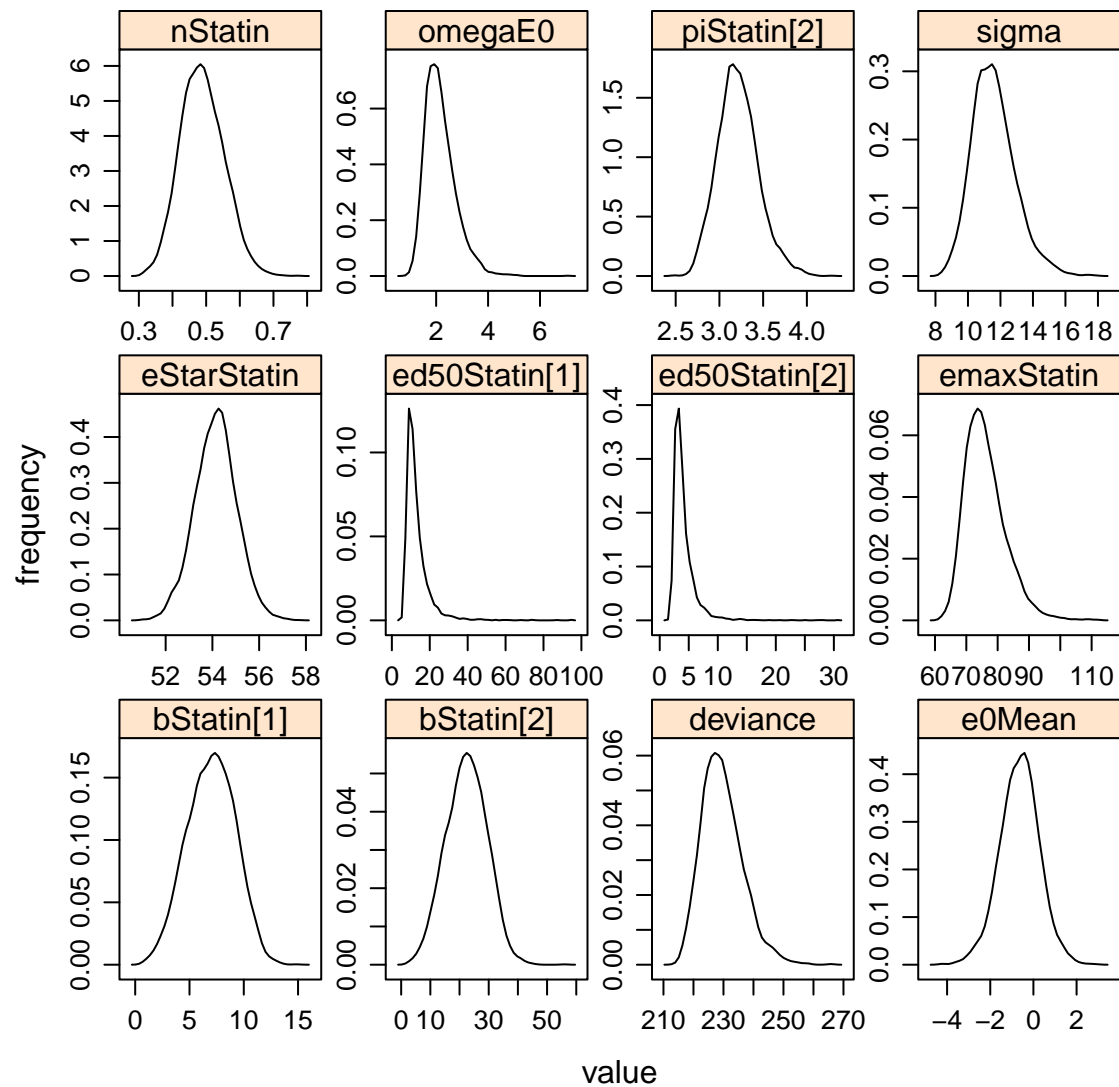 nStatin omegaE0 piStatin[2] sigma
0 1 2 3 4 5 6
0.0 0.2 0.4 0.6
0.0 0.5 1.0 1.5
0.0 0.1 0.2 0.3
0.3 0.5 0.7
2 4 6
2.5 3.0 3.5 4.0
8 10 12 14 16 18
eStarStatin ed50Statin[1] ed50Statin[2] emaxStatin
0.0 0.1 0.2 0.3 0.4
0.00 0.05 0.10
0.0 0.1 0.2 0.3 0.4
0.00 0.02 0.04 0.06
52 54 56 58
0 20 40 60 80 100
0 5 10 20 30
60 70 80 90 110
bStatin[1] bStatin[2] deviance e0Mean
0.00 0.05 0.10 0.15
0.00 0.02 0.04
0.00 0.02 0.04 0.06
0.0 0.1 0.2 0.3 0.4
0 5 10 15
0 10 30 50
210 230 250 270
−4 −2 0 2
frequency
value